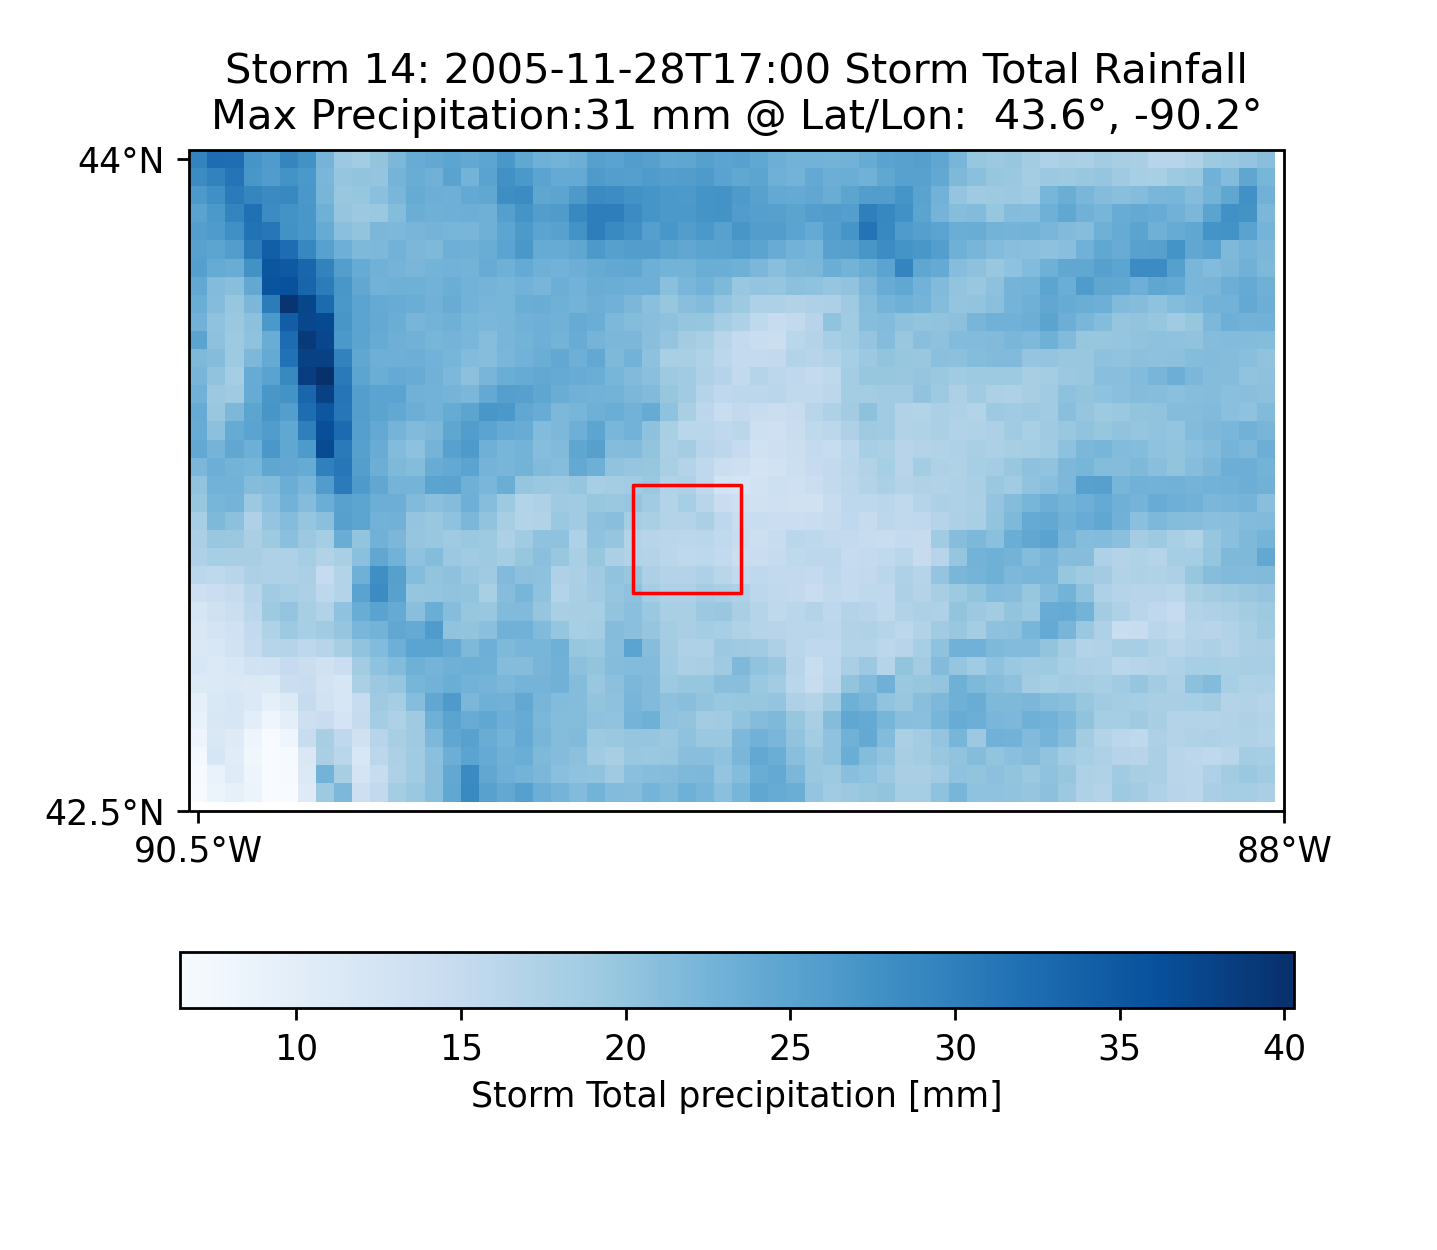 Storm 14: 2005-11-28T17:00 Storm Total Rainfall
Max Precipitation:31 mm @ Lat/Lon:  43.6°, -90.2°
44°N
42.5°N
90.5°W
88°W
10
15
20
25
30
35
40
Storm Total precipitation [mm]